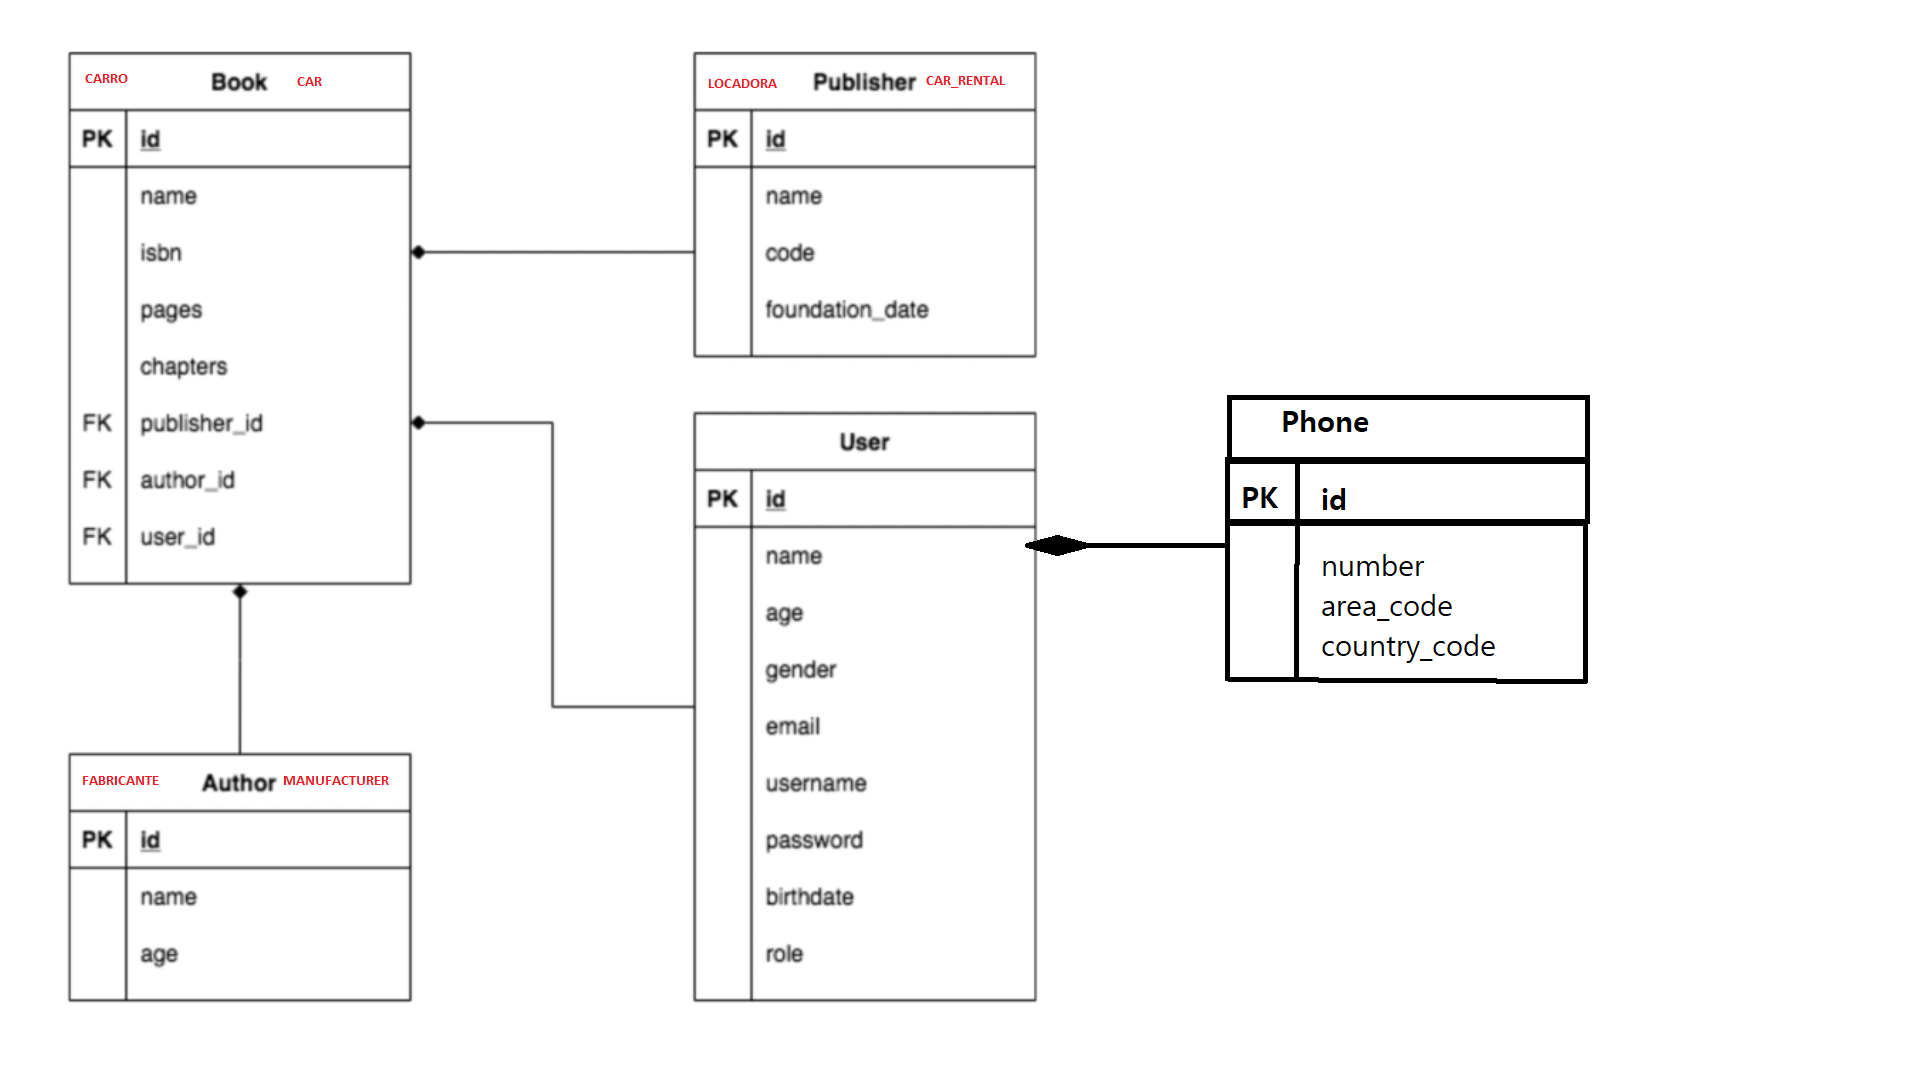 CARRO Book CAR
PK id
name
isbn
pages
chapters
FK publisher_id
FK author_id
FK user_id
LOCADORA Publisher CAR_RENTAL
PK id
name
code
foundation_date
User
PK id
name
age
gender
email
username
password
birthdate
role
Phone
PK id
number
area_code
country_code
FABRICANTE Author MANUFACTURER
PK id
name
age